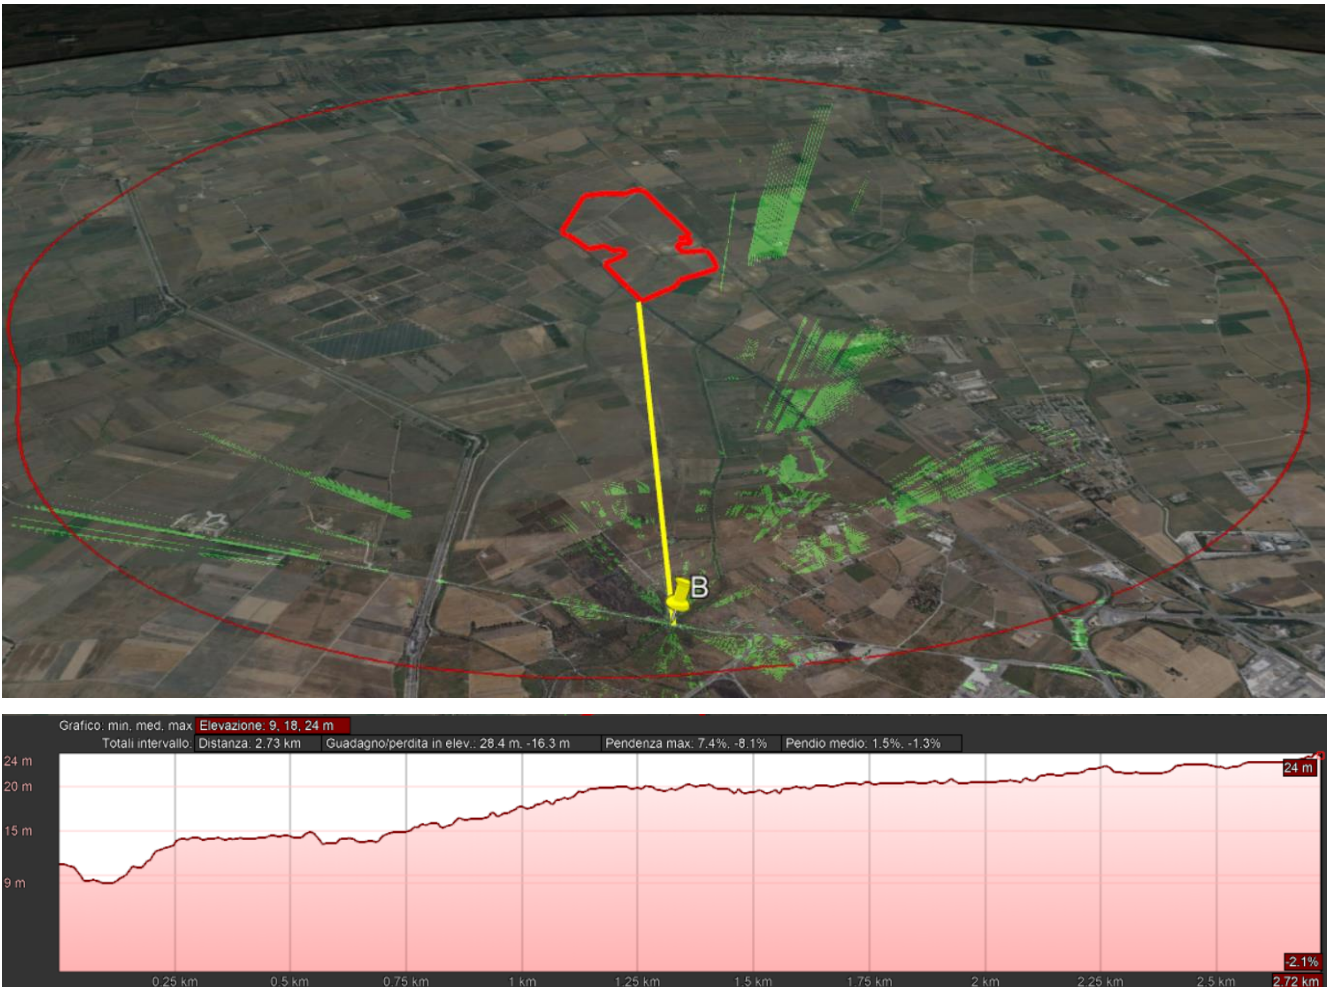 B
Grafico: min, med, max Elevazione: 9, 18, 24 m
Totali intervallo: Distanza: 2.73 km Guadagno/perdita in elev.: 28.4 m, -16.3 m Pendenza max: 7.4%, -8.1% Pendio medio: 1.5%, -1.3%
24 m
24 m
20 m
15 m
9 m
-2.1%
0.25 km 0.5 km 0.75 km 1 km 1.25 km 1.5 km 1.75 km 2 km 2.25 km 2.5 km 2.72 km